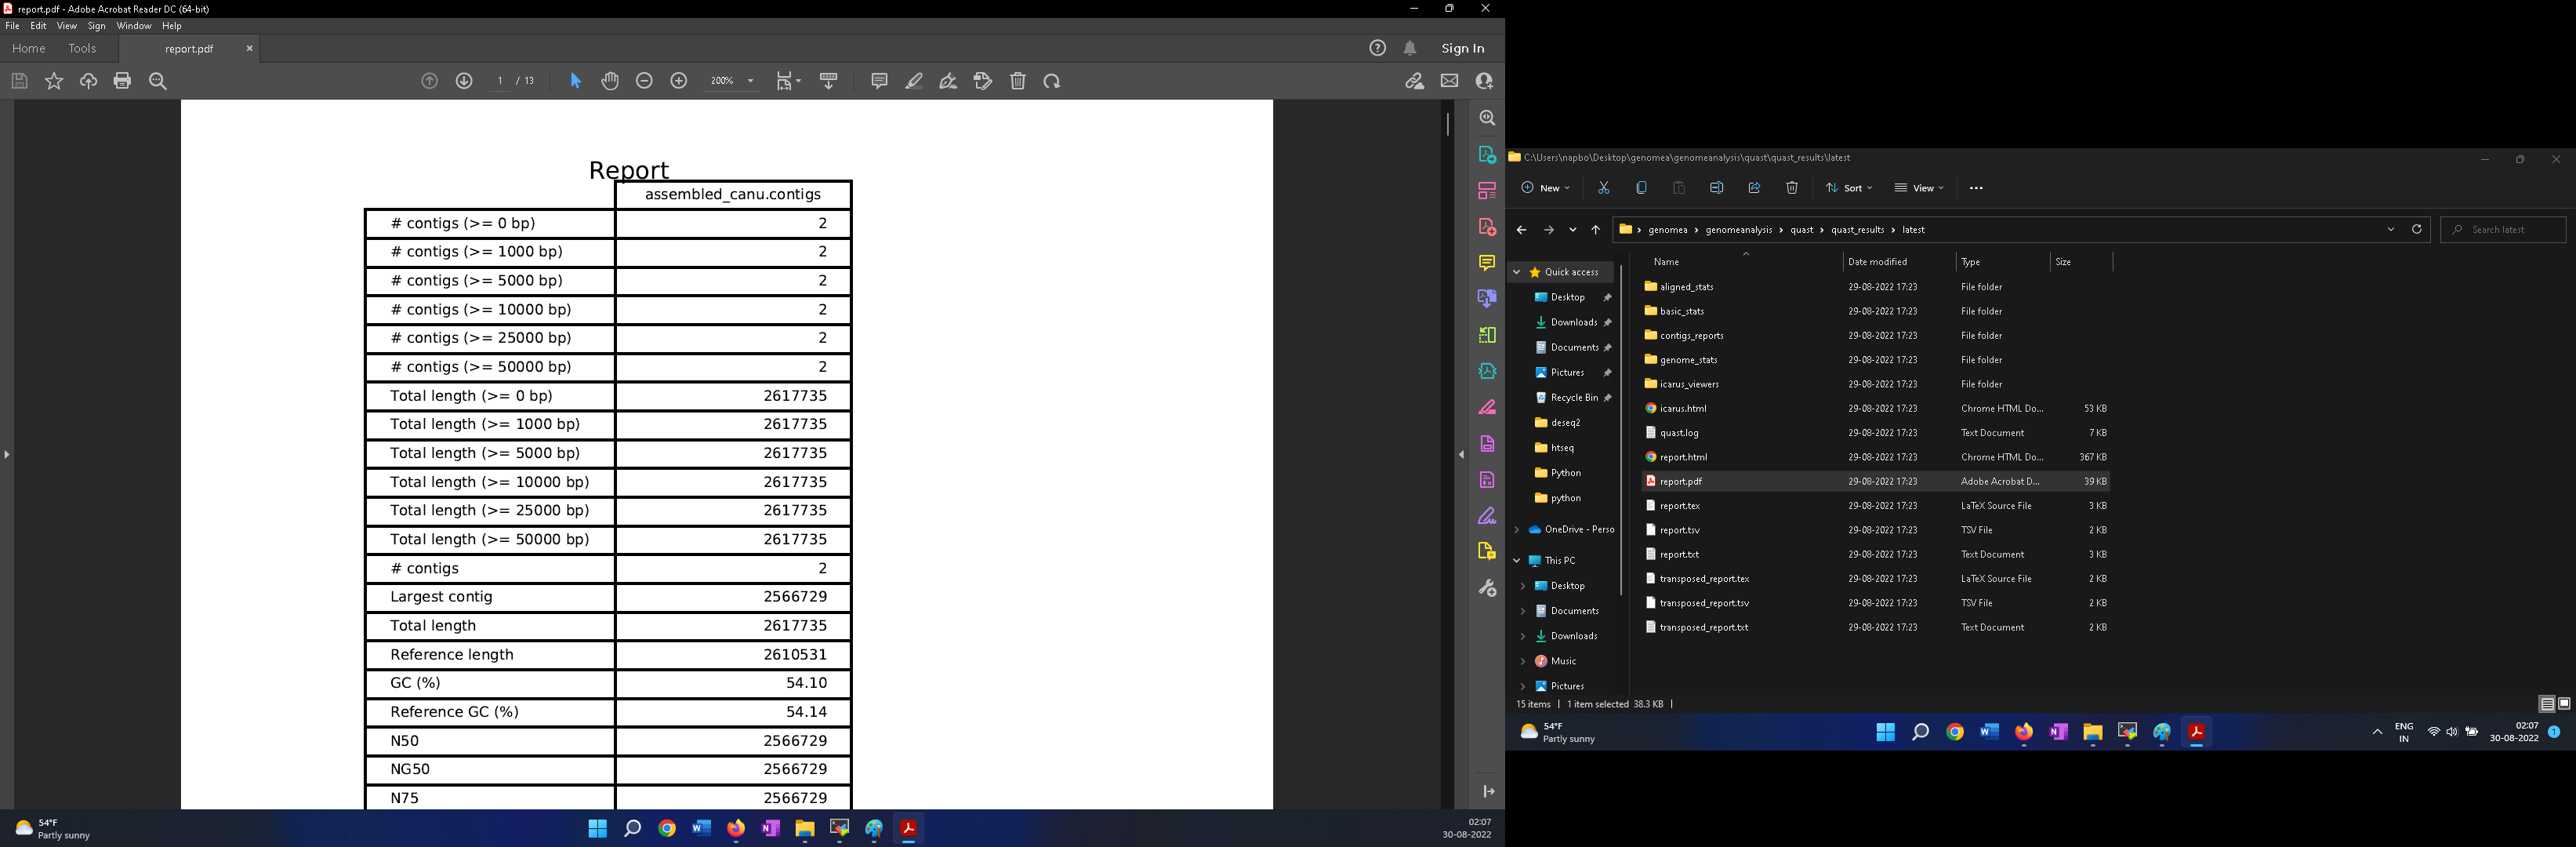 report.pdf - Adobe Acrobat Reader DC (64-bit)
File Edit View Sign Window Help
Home Tools report.pdf × Sign In
1 / 13 200%
Report
assembled_canu.contigs
# contigs (>= 0 bp) 2
# contigs (>= 1000 bp) 2
# contigs (>= 5000 bp) 2
# contigs (>= 10000 bp) 2
# contigs (>= 25000 bp) 2
# contigs (>= 50000 bp) 2
Total length (>= 0 bp) 2617735
Total length (>= 1000 bp) 2617735
Total length (>= 5000 bp) 2617735
Total length (>= 10000 bp) 2617735
Total length (>= 25000 bp) 2617735
Total length (>= 50000 bp) 2617735
# contigs 2
Largest contig 2566729
Total length 2617735
Reference length 2610531
GC (%) 54.10
Reference GC (%) 54.14
N50 2566729
NG50 2566729
N75 2566729
54°F
Partly sunny
02:07
30-08-2022
C:\Users\napbo\Desktop\genomea\genomeanalysis\quast\quast_results\latest
New Sort View
genomea > genomeanalysis > quast > quast_results > latest
Search latest
Quick access
Desktop
Downloads
Documents
Pictures
Recycle Bin
deseq2
htseq
Python
python
OneDrive - Perso
This PC
Desktop
Documents
Downloads
Music
Pictures
Name Date modified Type Size
aligned_stats 29-08-2022 17:23 File folder
basic_stats 29-08-2022 17:23 File folder
contigs_reports 29-08-2022 17:23 File folder
genome_stats 29-08-2022 17:23 File folder
icarus_viewers 29-08-2022 17:23 File folder
icarus.html 29-08-2022 17:23 Chrome HTML Do... 53 KB
quast.log 29-08-2022 17:23 Text Document 7 KB
report.html 29-08-2022 17:23 Chrome HTML Do... 367 KB
report.pdf 29-08-2022 17:23 Adobe Acrobat D... 39 KB
report.tex 29-08-2022 17:23 LaTeX Source File 3 KB
report.tsv 29-08-2022 17:23 TSV File 2 KB
report.txt 29-08-2022 17:23 Text Document 3 KB
transposed_report.tex 29-08-2022 17:23 LaTeX Source File 2 KB
transposed_report.tsv 29-08-2022 17:23 TSV File 2 KB
transposed_report.txt 29-08-2022 17:23 Text Document 2 KB
15 items 1 item selected 38.3 KB
54°F
Partly sunny
ENG
IN
02:07
30-08-2022
1